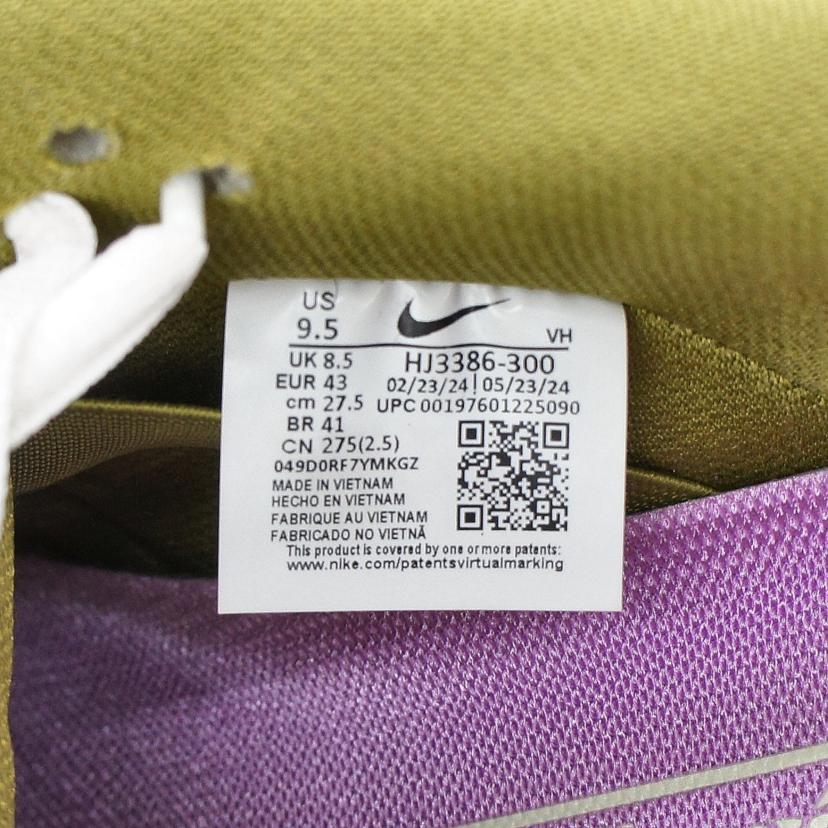 US
9.5
VH
UK 8.5
HJ3386-300
EUR 43
02/23/24 | 05/23/24
cm 27.5
UPC 00197601225090
BR 41
CN 275(2.5)
049D0RF7YMKGZ
MADE IN VIETNAM
HECHO EN VIETNAM
FABRIQUE AU VIETNAM
FABRICADO NO VIETNÃ
This product is covered by one or more patents:
www.nike.com/patentsvirtualmarking